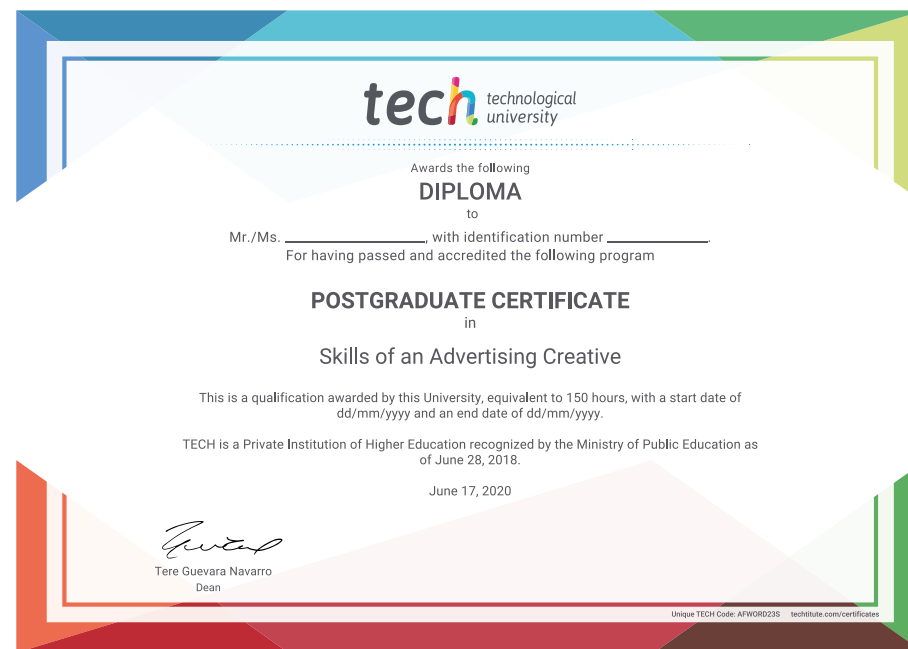 tech technological
university
Awards the following
DIPLOMA
to
Mr./Ms. ____________, with identification number ____________.
For having passed and accredited the following program
POSTGRADUATE CERTIFICATE
in
Skills of an Advertising Creative
This is a qualification awarded by this University, equivalent to 150 hours, with a start date of
dd/mm/yyyy and an end date of dd/mm/yyyy.
TECH is a Private Institution of Higher Education recognized by the Ministry of Public Education as
of June 28, 2018.
June 17, 2020
Tere Guevara Navarro
Dean
Unique TECH Code: AFWORD23S techtitute.com/certificates